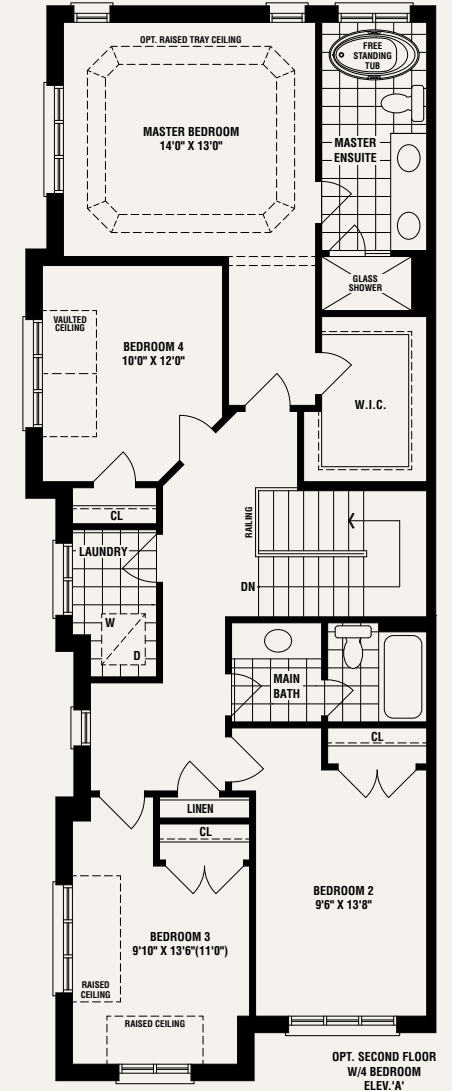 OPT. RAISED TRAY CEILING
FREE
STANDING
TUB
MASTER BEDROOM
14'0" X 13'0"
MASTER
ENSUITE
GLASS
SHOWER
VAULTED
CEILING
BEDROOM 4
10'0" X 12'0"
W.I.C.
CL
RAILING
LAUNDRY
DN
W
D
MAIN
BATH
CL
LINEN
CL
BEDROOM 2
9'6" X 13'8"
BEDROOM 3
9'10" X 13'6"(11'0")
RAISED
CEILING
RAISED CEILING
OPT. SECOND FLOOR
W/4 BEDROOM
ELEV.'A'